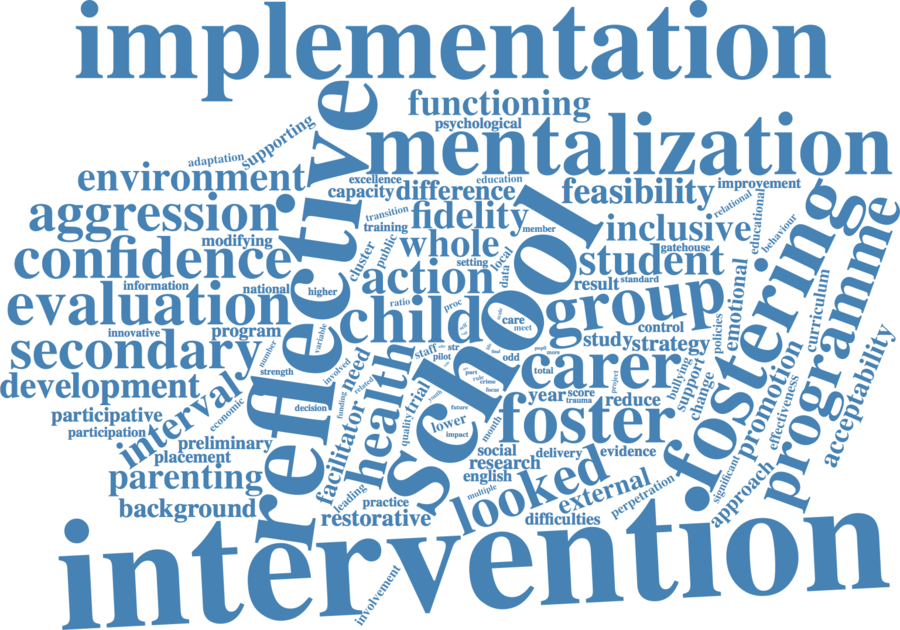 implementation
reflective
functioning
psychological
mentalization
supporting
adaptation
environment
excellence
education
capacity
difference
feasibility
improvement
aggression
transition
training
fidelity
member
relational
educational
behaviour
inclusive
modifying
confidence
cluster
public
whole
setting
local
data
gatehouse
student
information
national
higher
action
result
standard
evaluation
ratio
proc
school
care
meet
group
control
policies
emotional
curriculum
fostering
programme
innovative
program
variable
child
study
strategy
secondary
number
strength
involved
funding
need
related
staff
str
pilot
odd
total
carer
pupil
more
project
bullying
support
change
development
part
rule
crime
focus
year
score
trauma
reduce
promotion
effectiveness
acceptability
interval
economic
decision
health
quality
trial
youth
future
lower
impact
month
foster
participative
participation
preliminary
placement
facilitator
social
delivery
evidence
research
english
looked
external
perpetration
significant
approach
parenting
leading
practice
multiple
background
restorative
difficulties
intervention
involvement